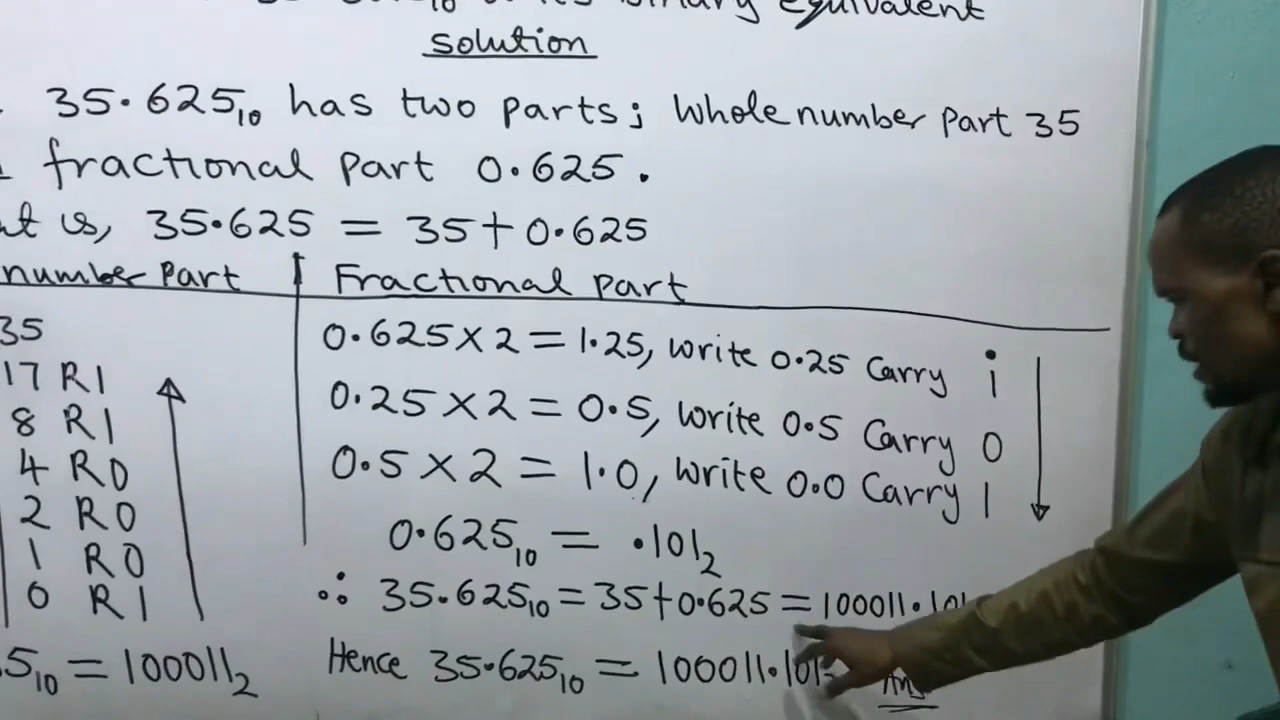 binary equivalent
solution
35.625₁₀ has two parts; Whole number part 35
fractional part 0.625.
is, 35.625 = 35+0.625
number Part
35
17 R1
8 R1
4 R0
2 R0
1 R0
0 R1
5₁₀ = 100011₂
Fractional part
0.625×2 = 1.25, write 0.25 Carry 1
0.25×2 = 0.5, write 0.5 Carry 0
0.5×2 = 1.0, write 0.0 Carry 1
0.625₁₀ = .101₂
∴ 35.625₁₀ = 35+0.625 = 100011.101
Hence 35.625₁₀ = 100011.101₂ Ans